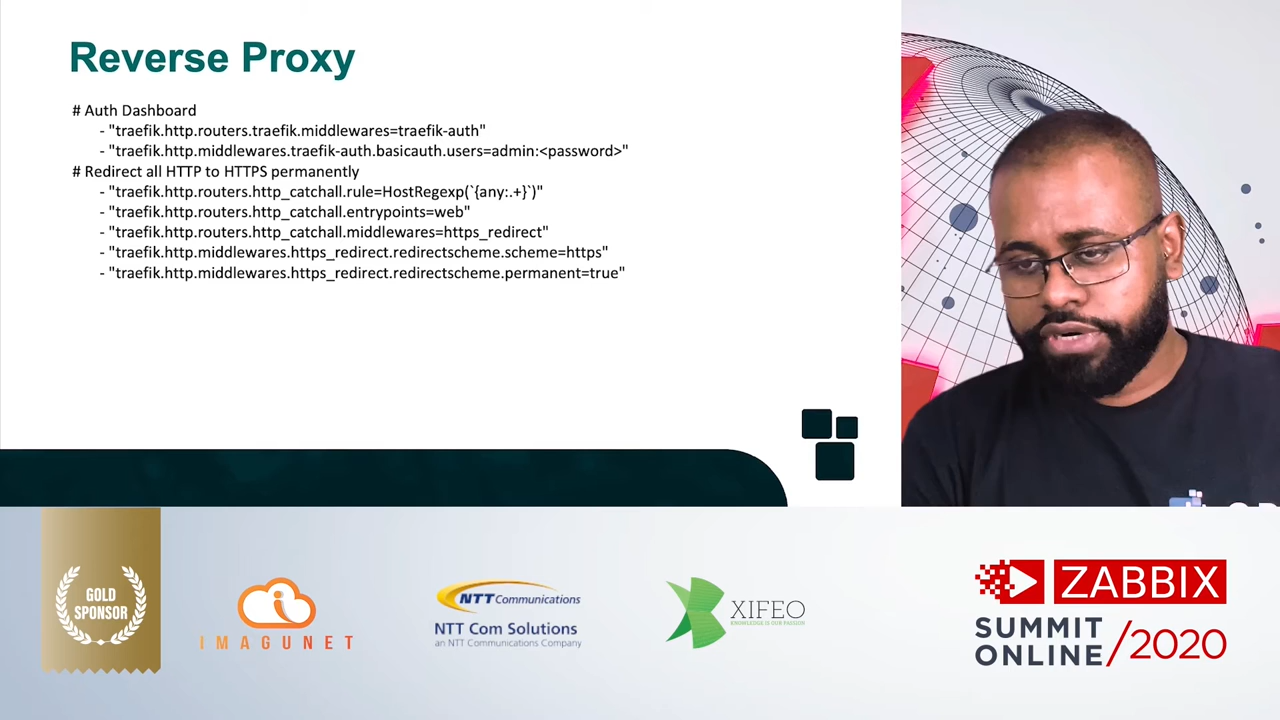 Reverse Proxy
# Auth Dashboard
- "traefik.http.routers.traefik.middlewares=traefik-auth"
- "traefik.http.middlewares.traefik-auth.basicauth.users=admin:<password>"
# Redirect all HTTP to HTTPS permanently
- "traefik.http.routers.http_catchall.rule=HostRegexp(`{any:.+}`)"
- "traefik.http.routers.http_catchall.entrypoints=web"
- "traefik.http.routers.http_catchall.middlewares=https_redirect"
- "traefik.http.middlewares.https_redirect.redirectscheme.scheme=https"
- "traefik.http.middlewares.https_redirect.redirectscheme.permanent=true"
GOLD
SPONSOR
IMAGUNET
NTT Communications
NTT Com Solutions
an NTT Communications Company
XIFEO
KNOWLEDGE IS OUR PASSION
ZABBIX
SUMMIT
ONLINE/2020